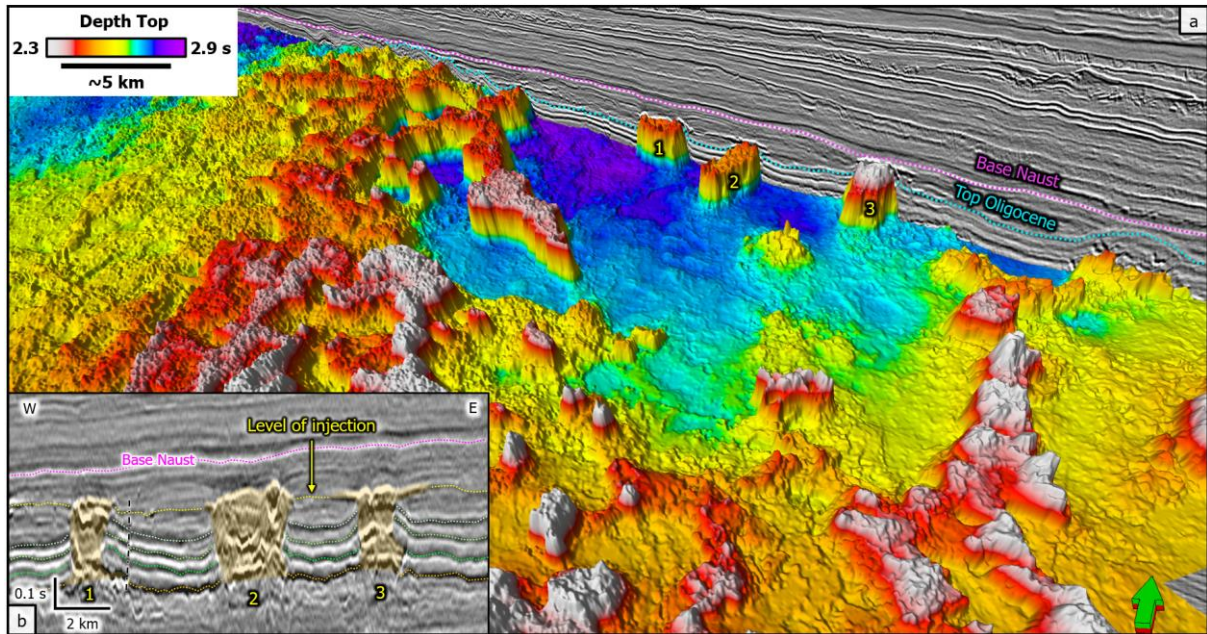 Depth Top
2.3 2.9 s
~5 km
a
1
2
3
Base Naust
Top Oligocene
W E
Level of injection
Base Naust
0.1 s
2 km
1 2 3
b